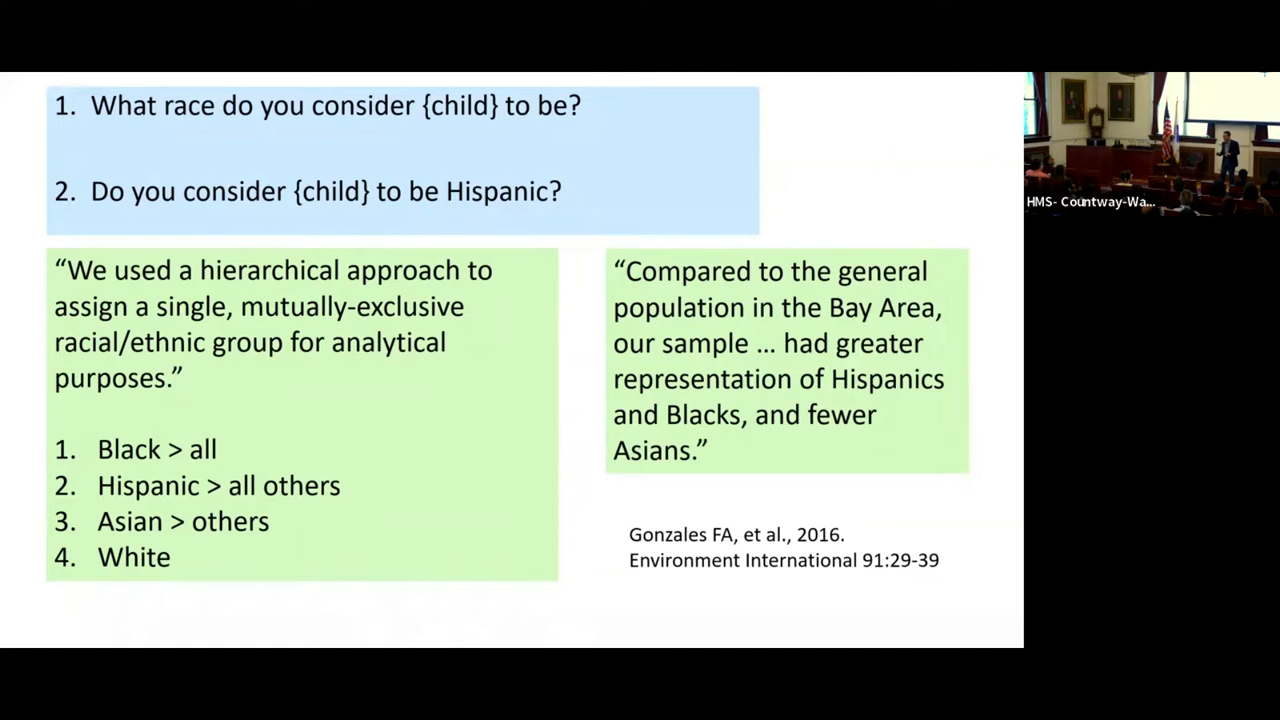 1. What race do you consider {child} to be?
2. Do you consider {child} to be Hispanic?
“We used a hierarchical approach to
assign a single, mutually-exclusive
racial/ethnic group for analytical
purposes.”
1. Black > all
2. Hispanic > all others
3. Asian > others
4. White
“Compared to the general
population in the Bay Area,
our sample … had greater
representation of Hispanics
and Blacks, and fewer
Asians.”
Gonzales FA, et al., 2016.
Environment International 91:29-39
HMS- Countway-Wa...